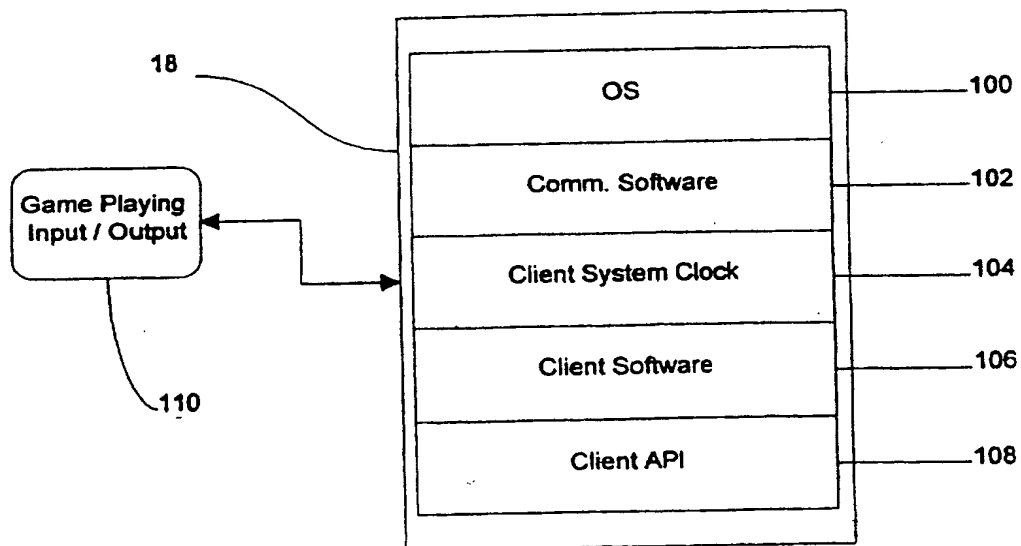 18
OS
100
Comm. Software
102
Game Playing
Input / Output
Client System Clock
104
Client Software
106
110
Client API
108